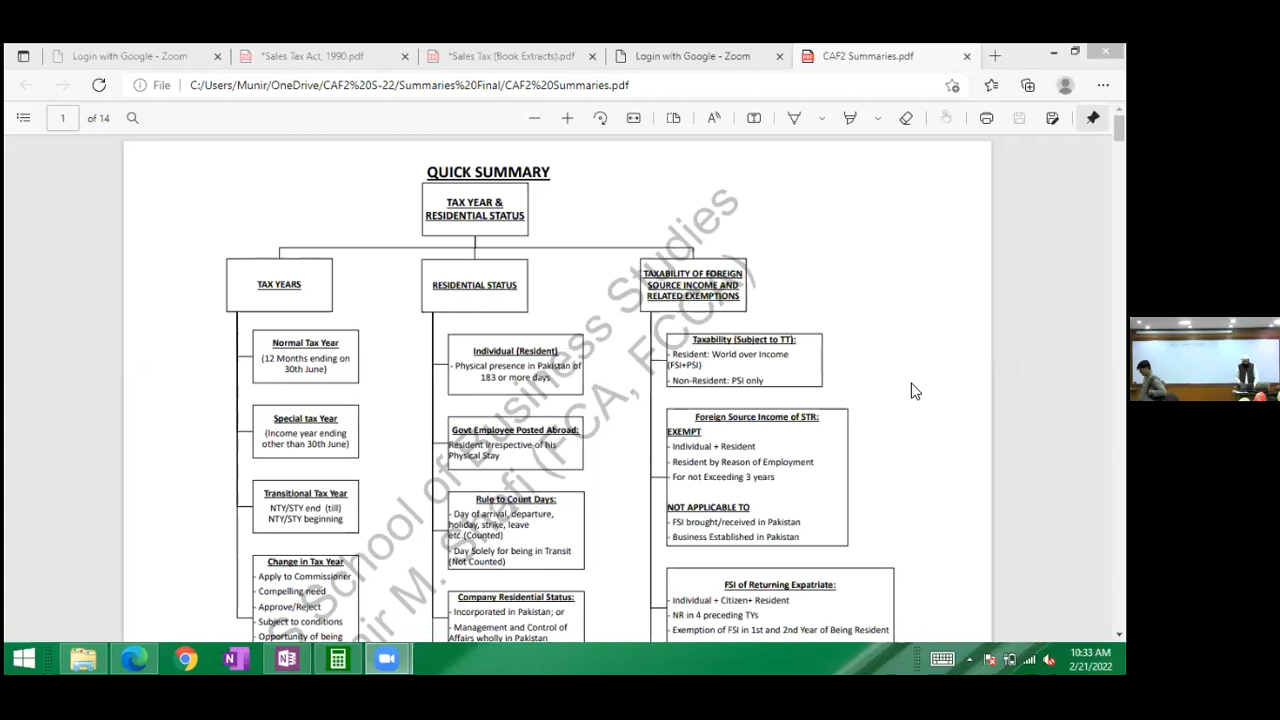 Login with Google - Zoom
*Sales Tax Act, 1990.pdf
*Sales Tax (Book Extracts).pdf
Login with Google - Zoom
CAF2 Summaries.pdf
File
C:/Users/Munir/OneDrive/CAF2%20S-22/Summaries%20Final/CAF2%20Summaries.pdf
1
of 14
QUICK SUMMARY
TAX YEAR &
RESIDENTIAL STATUS
TAX YEARS
Normal Tax Year
(12 Months ending on
30th June)
Special tax Year
(Income year ending
other than 30th June)
Transitional Tax Year
NTY/STY end (till)
NTY/STY beginning
Change in Tax Year
- Apply to Commissioner
- Compelling need
- Approve/Reject
- Subject to conditions
- Opportunity of being
RESIDENTIAL STATUS
Individual (Resident)
- Physical presence in Pakistan of
183 or more days
Govt Employee Posted Abroad:
Resident irrespective of his
Physical Stay
Rule to Count Days:
- Day of arrival, departure,
holiday, strike, leave
etc.(Counted)
- Day Solely for being in Transit
(Not Counted)
Company Residential Status:
- Incorporated in Pakistan; or
- Management and Control of
Affairs wholly in Pakistan
TAXABILITY OF FOREIGN
SOURCE INCOME AND
RELATED EXEMPTIONS
Taxability (Subject to TT):
- Resident: World over Income
(FSI+PSI)
- Non-Resident: PSI only
Foreign Source Income of STR:
EXEMPT
- Individual + Resident
- Resident by Reason of Employment
- For not Exceeding 3 years
NOT APPLICABLE TO
- FSI brought/received in Pakistan
- Business Established in Pakistan
FSI of Returning Expatriate:
- Individual + Citizen+ Resident
- NR in 4 preceding TYs
- Exemption of FSI in 1st and 2nd Year of Being Resident
School of Business Studies
M. Shafi (FCA, FCCA)
10:33 AM
2/21/2022